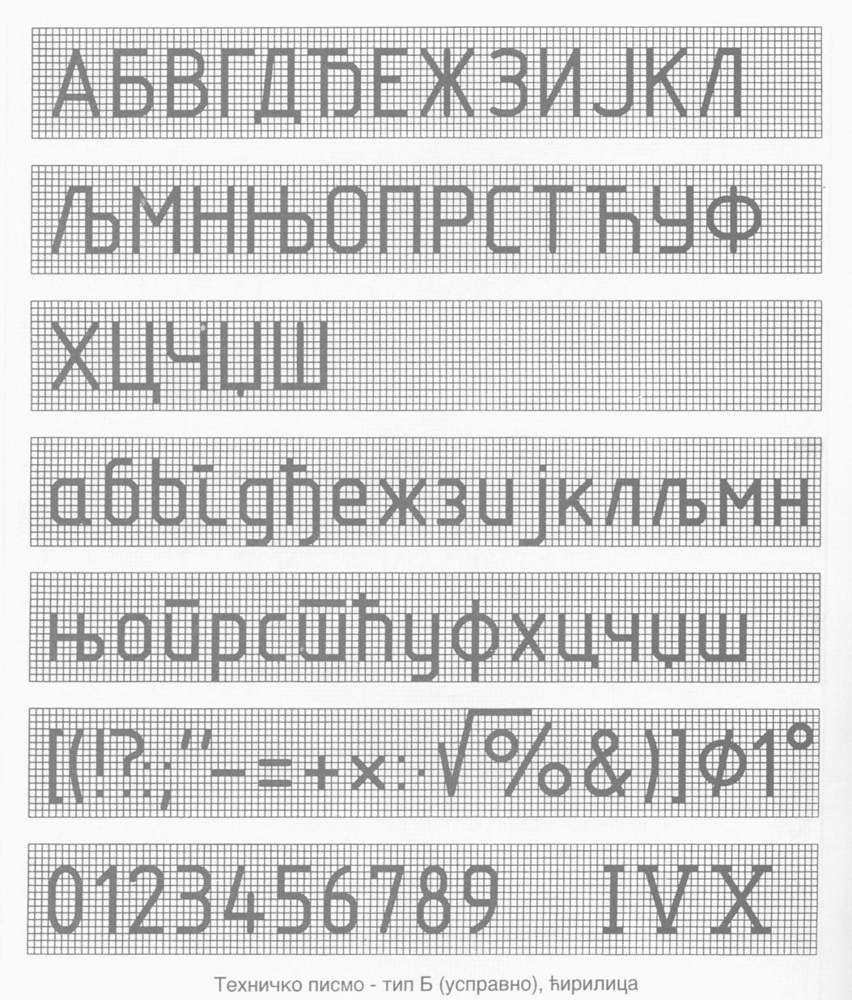 АБВГДЂЕЖЗИЈКЛ
ЉМНЊОПРСТЋУФ
ХЦЧЏШ
абвгдђежзијклљмн
њопрстћуфхцчџш
[(!?:;"−=+×:·√%&)]ϕ1°
0123456789 IVX
Техничко писмо - тип Б (усправно), ћирилица